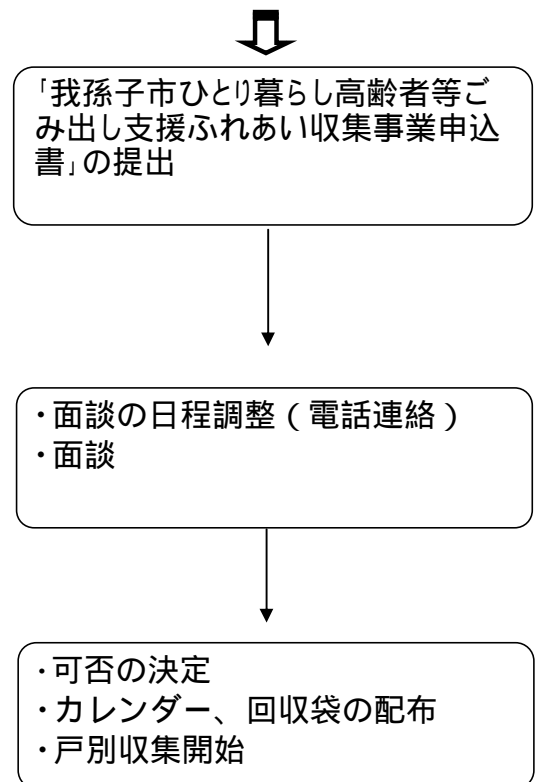 「我孫子市ひとり暮らし高齢者等ご
み出し支援ふれあい収集事業申込
書」の提出
・面談の日程調整（電話連絡）
・面談
・可否の決定
・カレンダー、回収袋の配布
・戸別収集開始